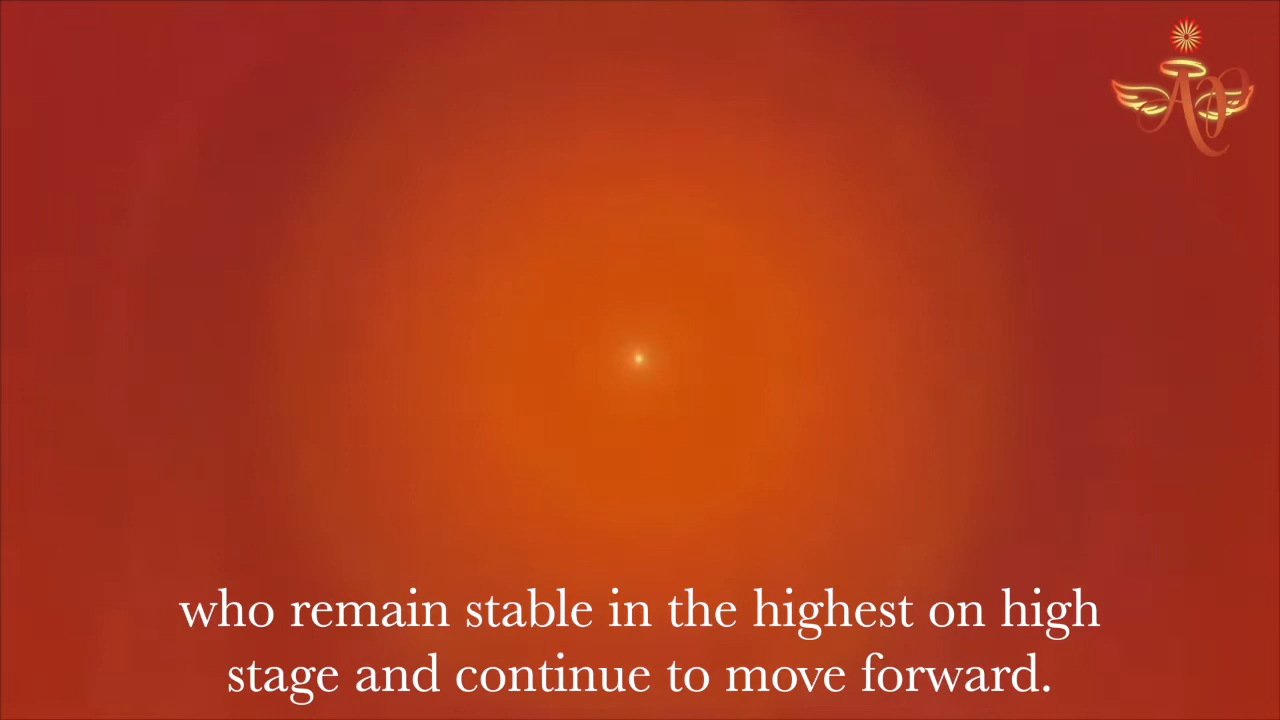 who remain stable in the highest on high
stage and continue to move forward.